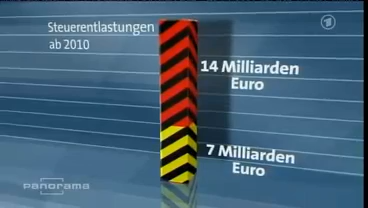 Steuerentlastungen
ab 2010
14 Milliarden
Euro
7 Milliarden
Euro
panorama